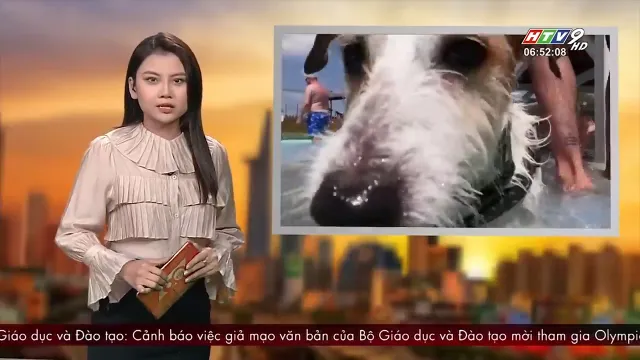 HTV9 HD
06:52:08
Giáo dục và Đào tạo: Cảnh báo việc giả mạo văn bản của Bộ Giáo dục và Đào tạo mời tham gia Olympi